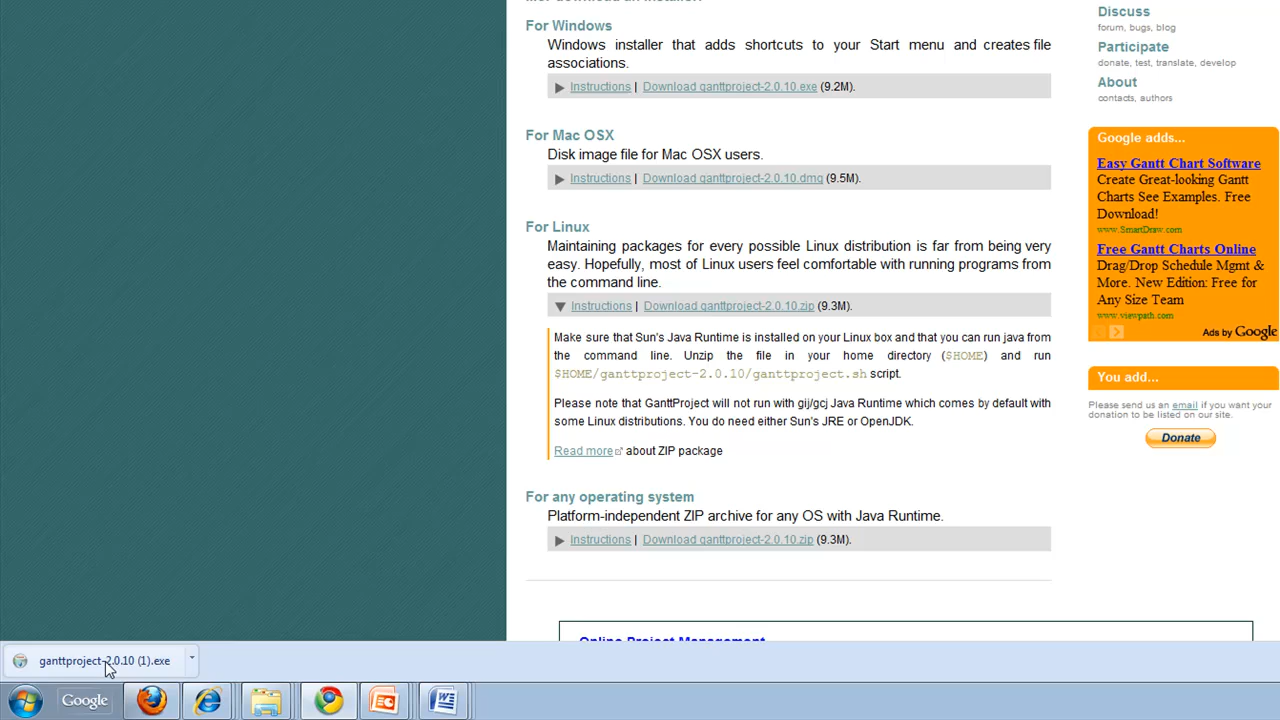 For Windows
Windows installer that adds shortcuts to your Start menu and creates file
associations.
Instructions | Download ganttproject-2.0.10.exe (9.2M).
For Mac OSX
Disk image file for Mac OSX users.
Instructions | Download ganttproject-2.0.10.dmg (9.5M).
For Linux
Maintaining packages for every possible Linux distribution is far from being very
easy. Hopefully, most of Linux users feel comfortable with running programs from
the command line.
Instructions | Download ganttproject-2.0.10.zip (9.3M).
Make sure that Sun's Java Runtime is installed on your Linux box and that you can run java from
the command line. Unzip the file in your home directory ($HOME) and run
$HOME/ganttproject-2.0.10/ganttproject.sh script.
Please note that GanttProject will not run with gij/gcj Java Runtime which comes by default with
some Linux distributions. You do need either Sun's JRE or OpenJDK.
Read more about ZIP package
For any operating system
Platform-independent ZIP archive for any OS with Java Runtime.
Instructions | Download ganttproject-2.0.10.zip (9.3M).
Online Project Management
Discuss
forum, bugs, blog
Participate
donate, test, translate, develop
About
contacts, authors
Google adds...
Easy Gantt Chart Software
Create Great-looking Gantt
Charts See Examples. Free
Download!
www.SmartDraw.com
Free Gantt Charts Online
Drag/Drop Schedule Mgmt &
More. New Edition: Free for
Any Size Team
www.viewpath.com
Ads by Google
You add...
Please send us an email if you want your
donation to be listed on our site.
Donate
ganttproject-2.0.10 (1).exe
Google